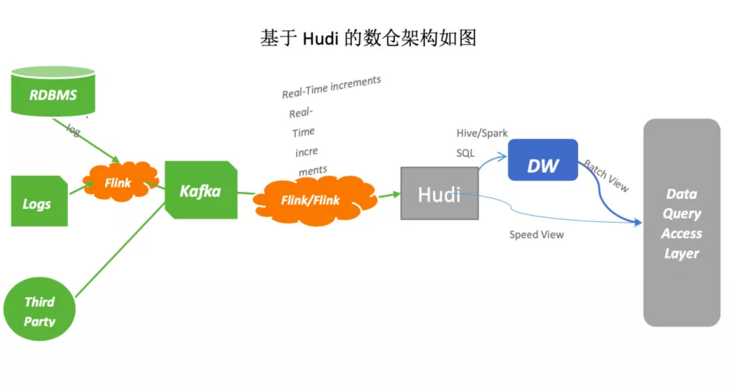 基于 Hudi 的数仓架构如图
RDBMS
log
Logs
Third
Party
Flink
Kafka
Real-Time increments
Real-
Time
incre
ments
Flink/Flink
Hudi
Hive/Spark
SQL
DW
Batch View
Speed View
Data
Query
Access
Layer